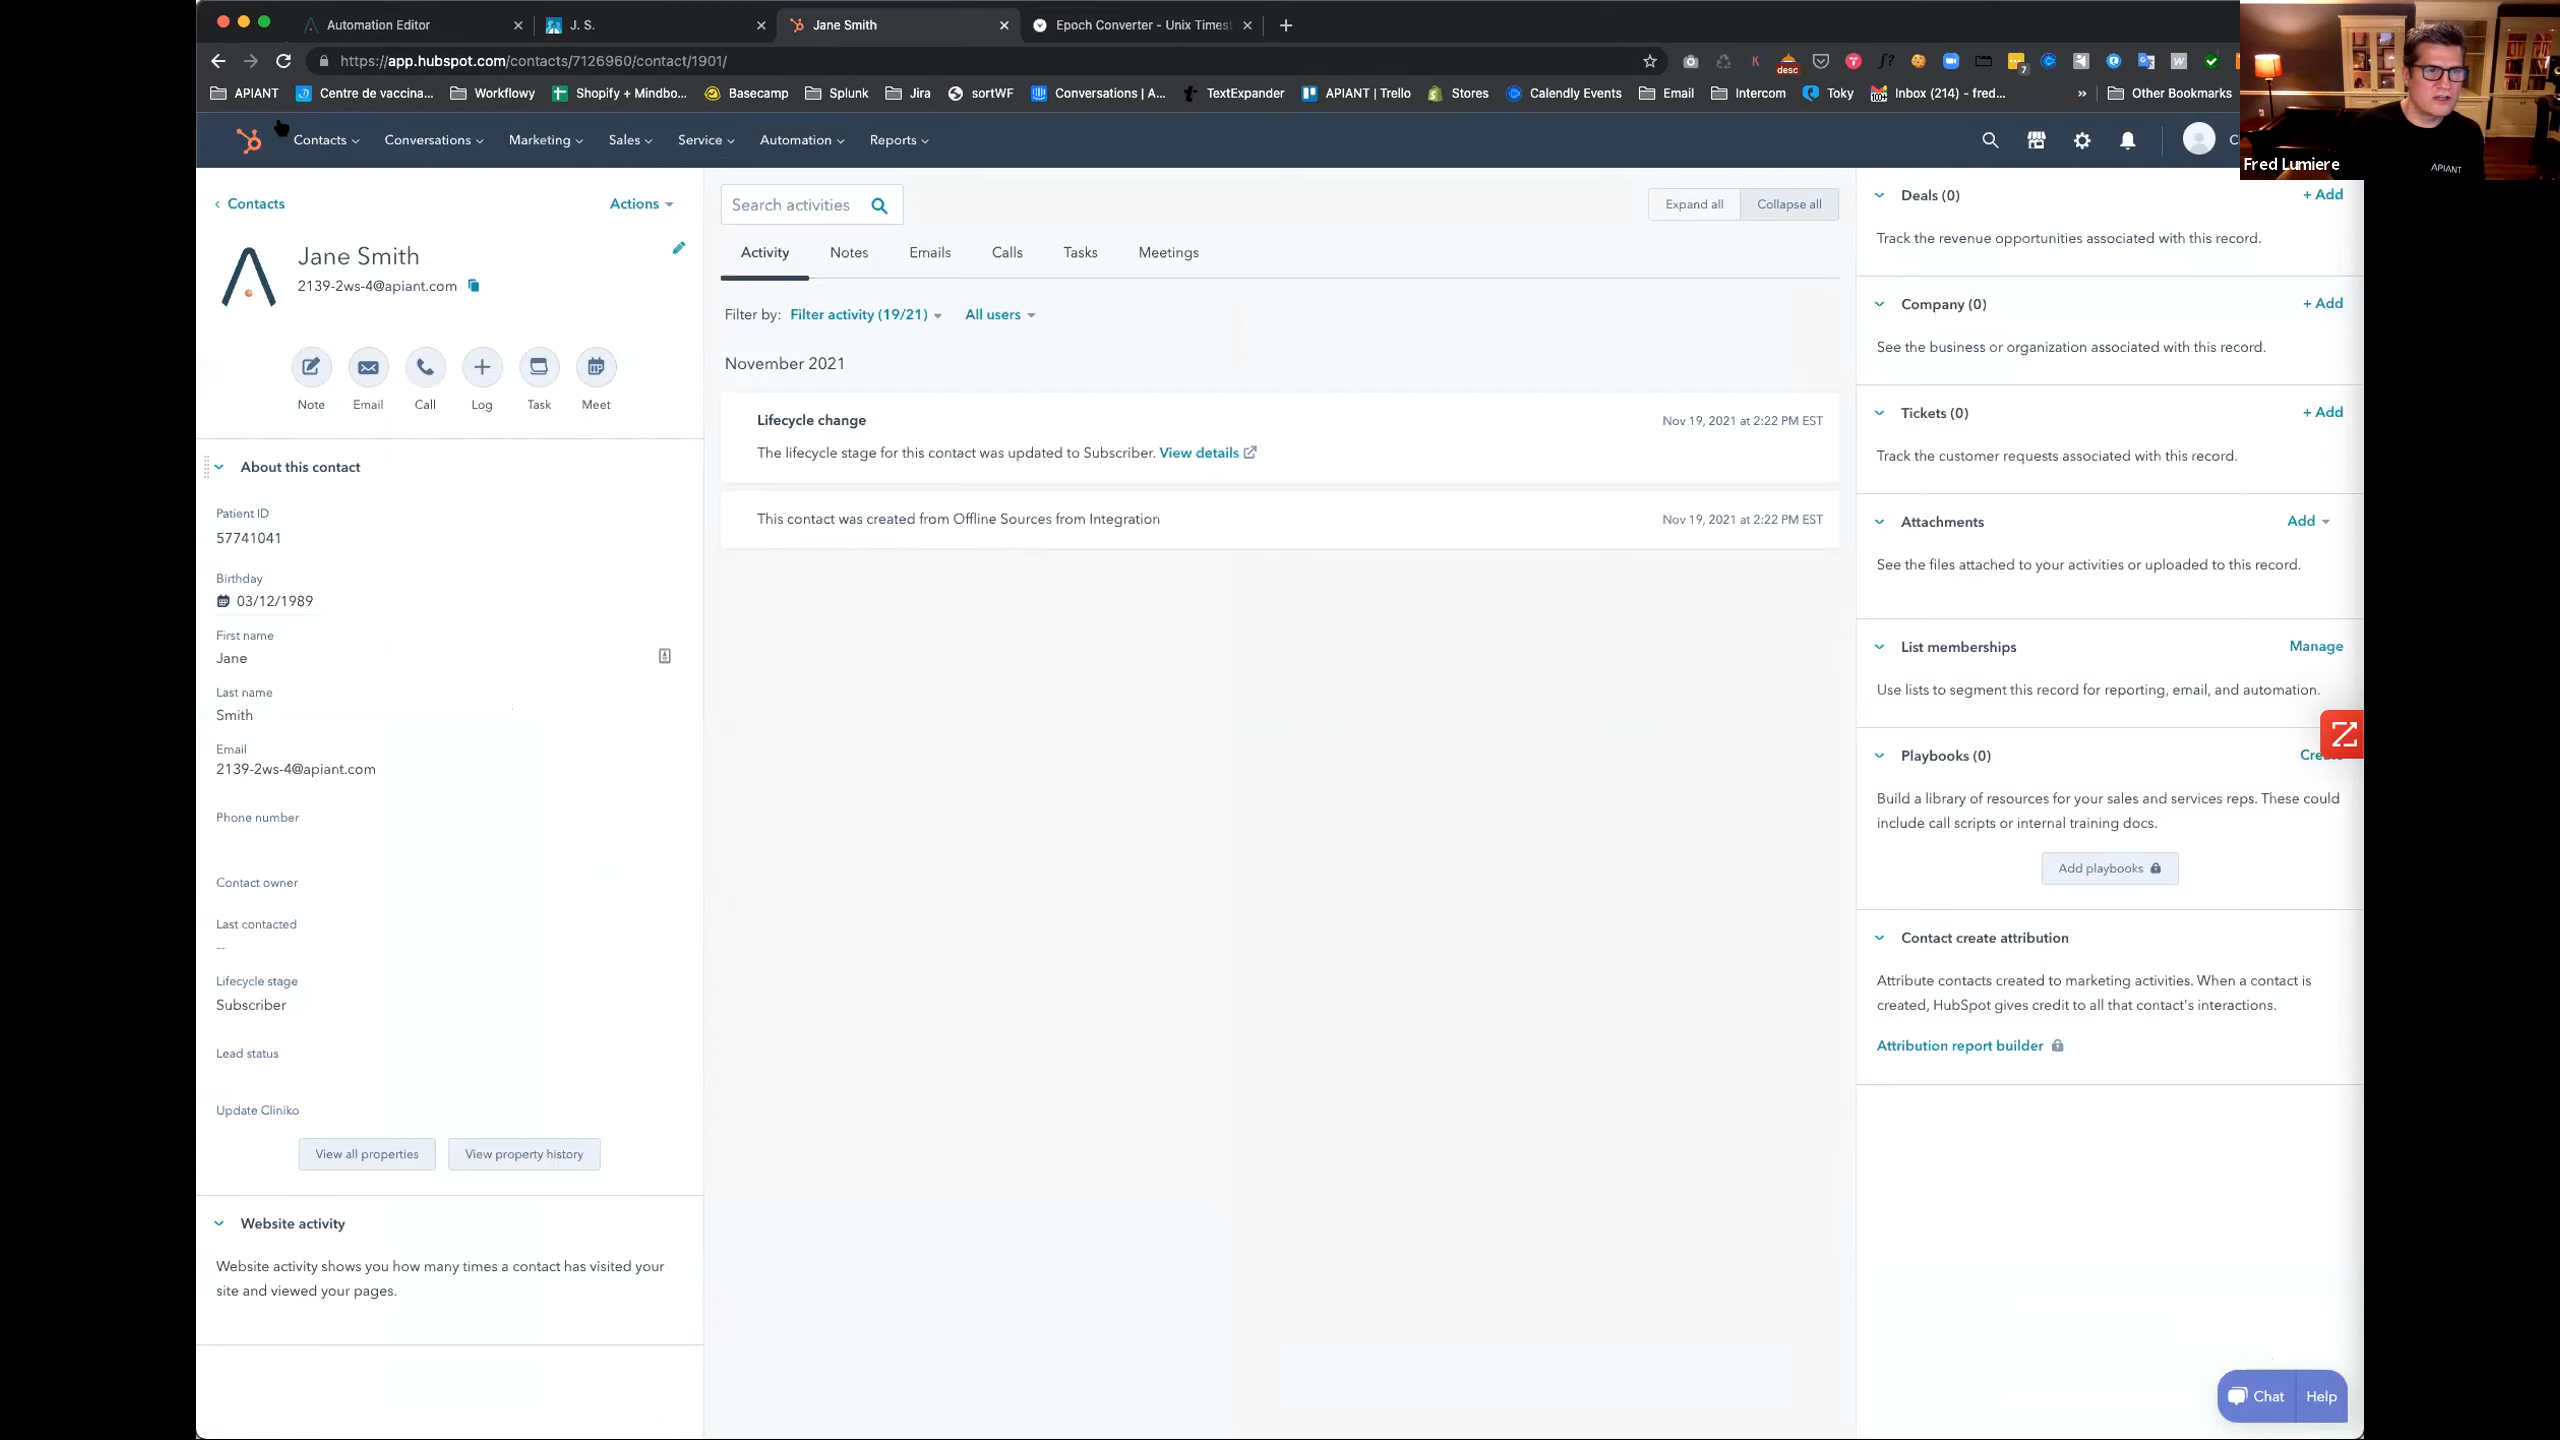 Automation Editor
J. S.
Jane Smith
Epoch Converter - Unix Times
https://app.hubspot.com/contacts/7126960/contact/1901/
desc
7
APIANT
Centre de vaccina...
Workflowy
Shopify + Mindbo...
Basecamp
Splunk
Jira
sortWF
Conversations | A...
TextExpander
APIANT | Trello
Stores
Calendly Events
Email
Intercom
Toky
Inbox (214) - fred...
»
Other Bookmarks
Contacts
Conversations
Marketing
Sales
Service
Automation
Reports
Fred Lumiere
APIANT
Contacts
Actions
Jane Smith
2139-2ws-4@apiant.com
Note
Email
Call
Log
Task
Meet
About this contact
Patient ID
57741041
Birthday
03/12/1989
First name
Jane
Last name
Smith
Email
2139-2ws-4@apiant.com
Phone number
Contact owner
Last contacted
--
Lifecycle stage
Subscriber
Lead status
Update Cliniko
View all properties
View property history
Website activity
Website activity shows you how many times a contact has visited your
site and viewed your pages.
Search activities
Expand all
Collapse all
Activity
Notes
Emails
Calls
Tasks
Meetings
Filter by:
Filter activity (19/21)
All users
November 2021
Lifecycle change
Nov 19, 2021 at 2:22 PM EST
The lifecycle stage for this contact was updated to Subscriber. View details
This contact was created from Offline Sources from Integration
Nov 19, 2021 at 2:22 PM EST
Deals (0)
+ Add
Track the revenue opportunities associated with this record.
Company (0)
+ Add
See the business or organization associated with this record.
Tickets (0)
+ Add
Track the customer requests associated with this record.
Attachments
Add
See the files attached to your activities or uploaded to this record.
List memberships
Manage
Use lists to segment this record for reporting, email, and automation.
Playbooks (0)
Build a library of resources for your sales and services reps. These could
include call scripts or internal training docs.
Add playbooks
Contact create attribution
Attribute contacts created to marketing activities. When a contact is
created, HubSpot gives credit to all that contact's interactions.
Attribution report builder
Chat
Help